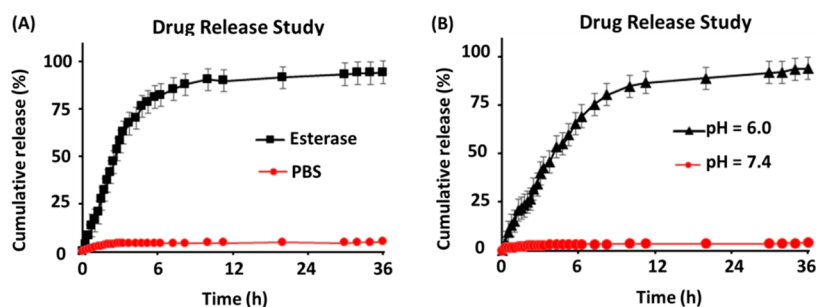 (A) Drug Release Study
Cumulative release (%)
100
75
50
25
0
Esterase
PBS
0 6 12 24 36
Time (h)
(B) Drug Release Study
Cumulative release (%)
100
75
50
25
0
pH = 6.0
pH = 7.4
0 6 12 24 36
Time (h)